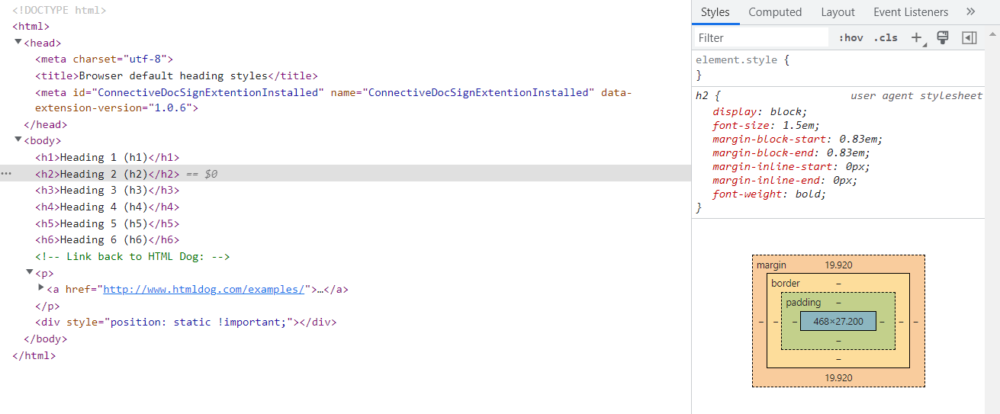 <!DOCTYPE html>
<html>
<head>
<meta charset="utf-8">
<title>Browser default heading styles</title>
<meta id="ConnectiveDocSignExtentionInstalled" name="ConnectiveDocSignExtentionInstalled" data-
extension-version="1.0.6">
</head>
<body>
<h1>Heading 1 (h1)</h1>
<h2>Heading 2 (h2)</h2> == $0
<h3>Heading 3 (h3)</h3>
<h4>Heading 4 (h4)</h4>
<h5>Heading 5 (h5)</h5>
<h6>Heading 6 (h6)</h6>
<!-- Link back to HTML Dog: -->
<p>
<a href="http://www.htmldog.com/examples/">…</a>
</p>
<div style="position: static !important;"></div>
</body>
</html>
Styles Computed Layout Event Listeners »
Filter :hov .cls +
element.style {
}
h2 { user agent stylesheet
display: block;
font-size: 1.5em;
margin-block-start: 0.83em;
margin-block-end: 0.83em;
margin-inline-start: 0px;
margin-inline-end: 0px;
font-weight: bold;
}
margin 19.920
border –
padding –
– – – 468×27.200 – – –
–
–
19.920